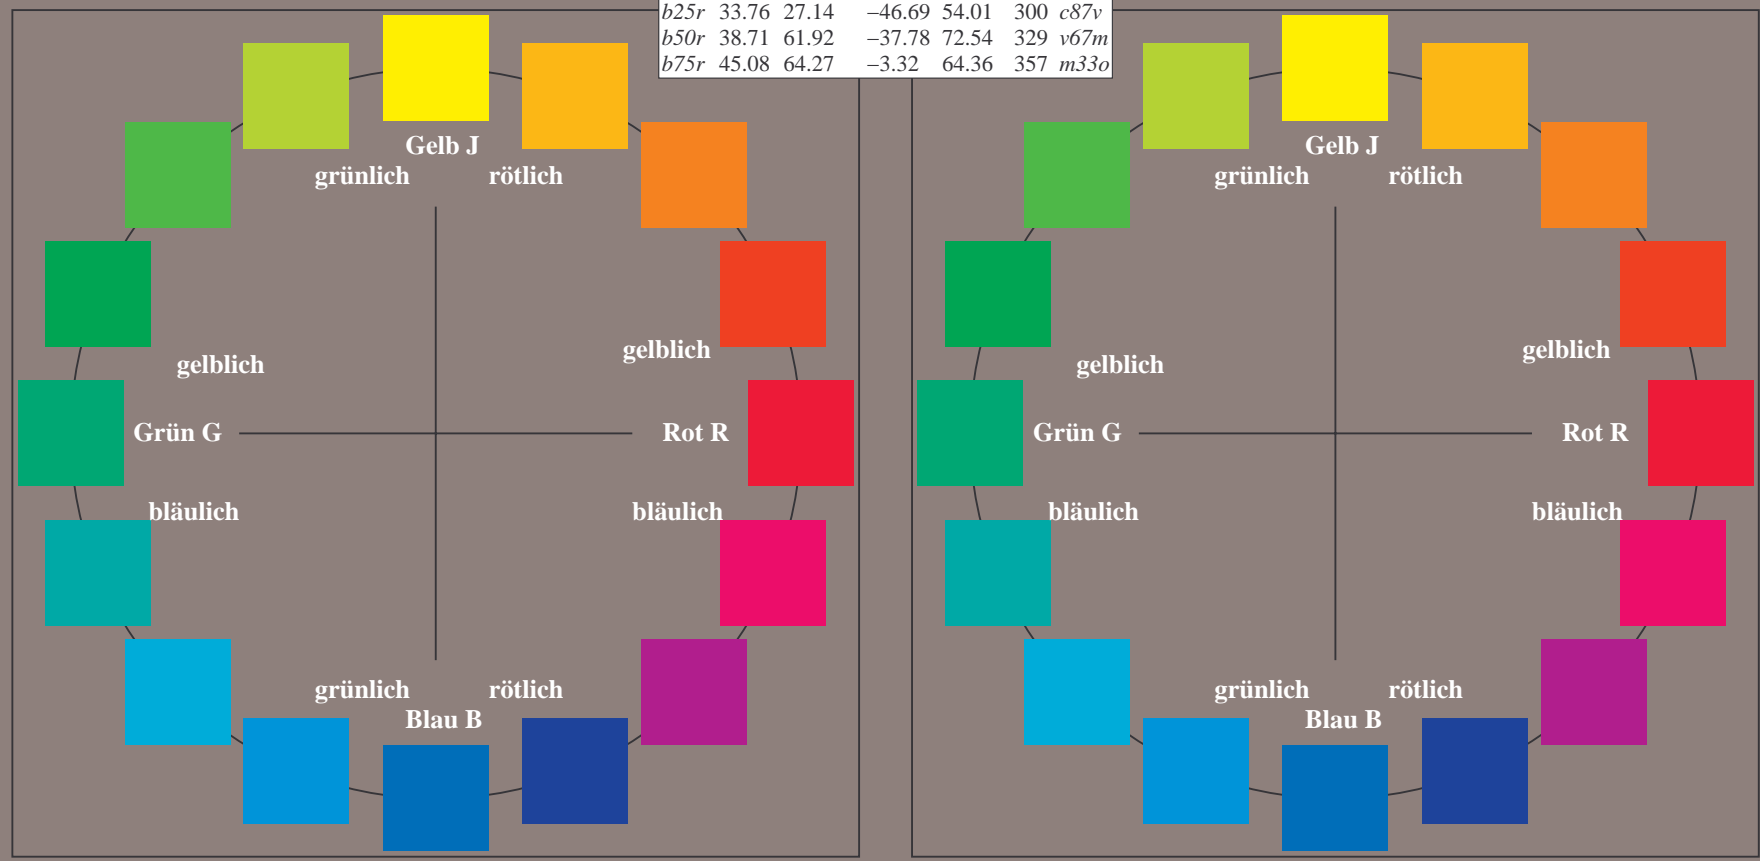 b25r 33.76 27.14 −46.69 54.01 300 c87v
b50r 38.71 61.92 −37.78 72.54 329 v67m
b75r 45.08 64.27 −3.32 64.36 357 m33o
Gelb J
grünlich rötlich
gelblich
gelblich
Grün G Rot R
bläulich bläulich
grünlich rötlich
Blau B
Gelb J
grünlich rötlich
gelblich
gelblich
Grün G Rot R
bläulich bläulich
grünlich rötlich
Blau B